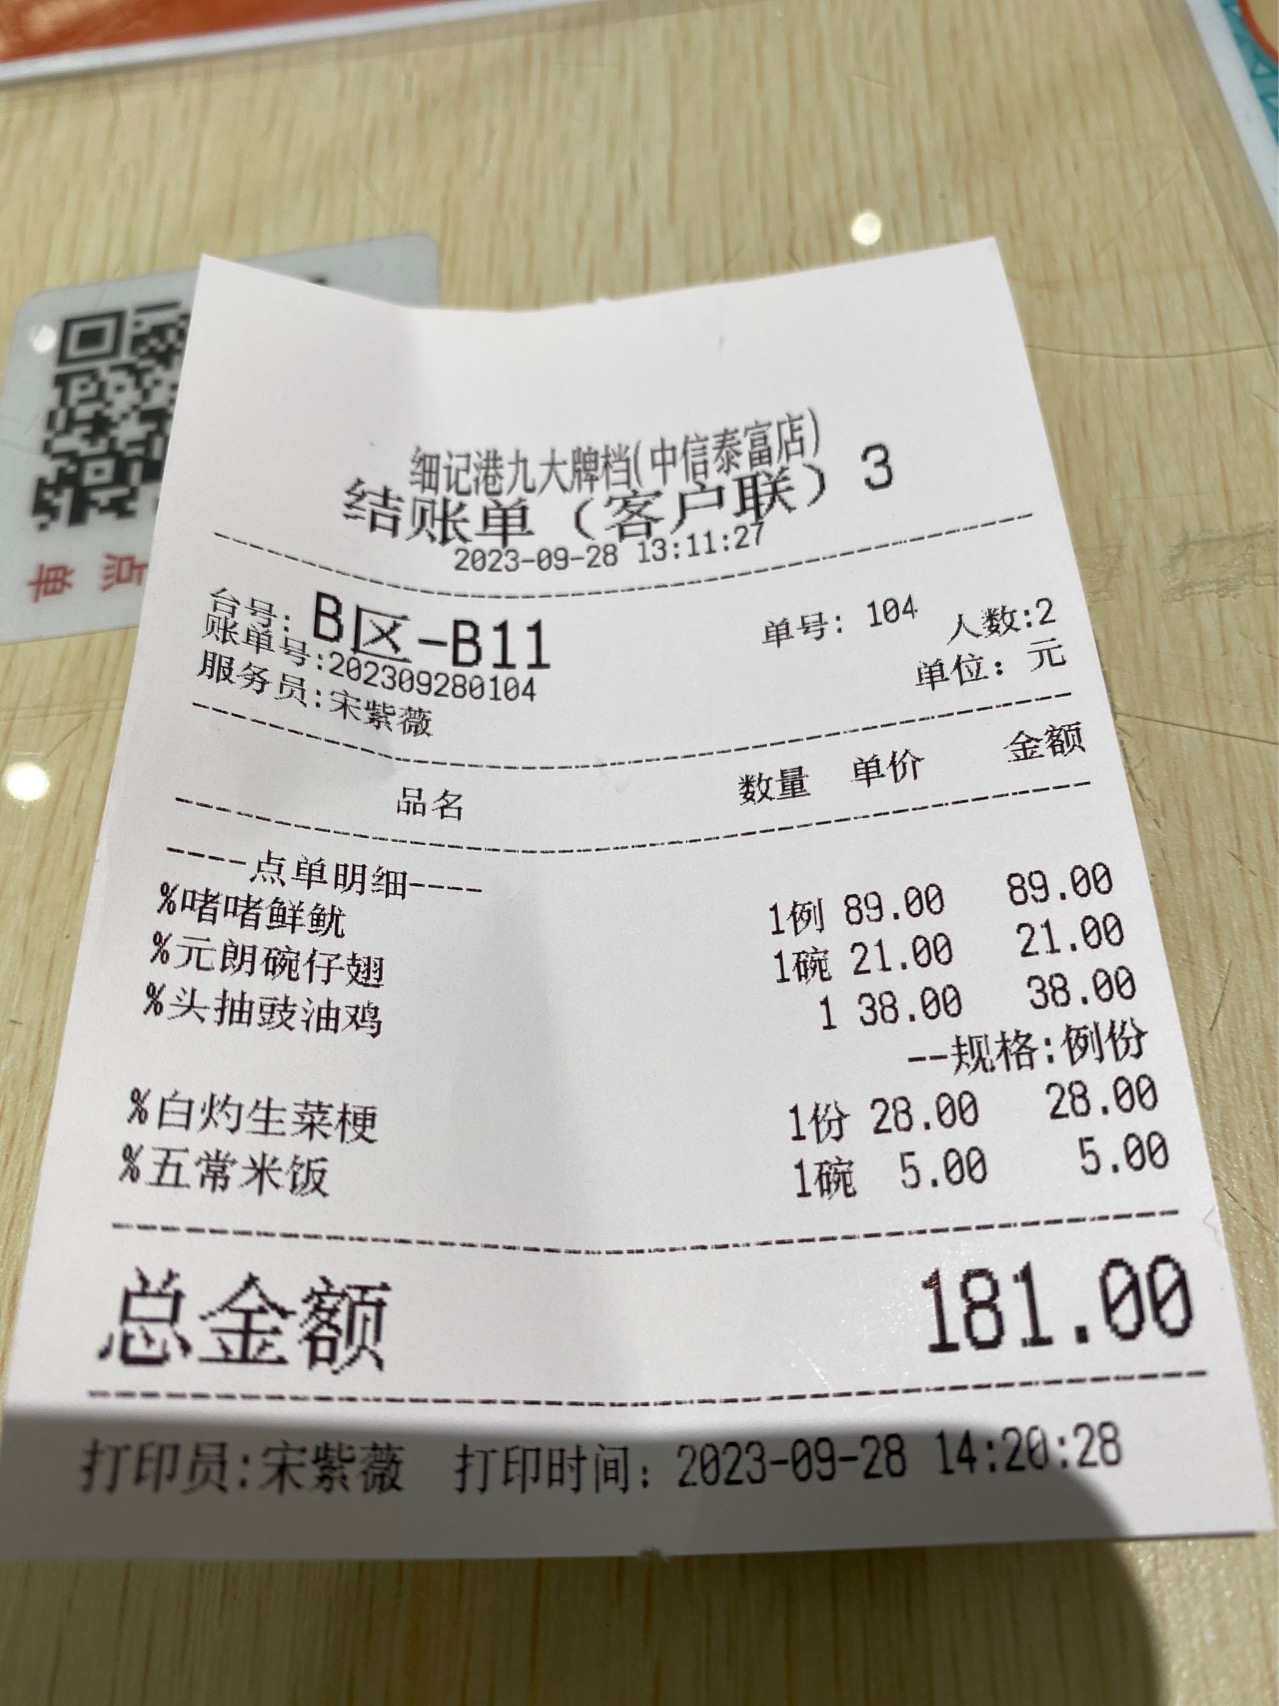 细记港九大牌档(中信泰富店)
结账单（客户联）3
2023-09-28 13:11:27
台号: B区-B11 单号: 104
账单号:202309280104 人数:2
服务员:宋紫薇 单位: 元
品名 数量 单价 金额
----点单明细----
%啫啫鲜鱿 1例 89.00 89.00
%元朗碗仔翅 1碗 21.00 21.00
%头抽豉油鸡 1 38.00 38.00
--规格:例份
%白灼生菜梗 1份 28.00 28.00
%五常米饭 1碗 5.00 5.00
总金额 181.00
打印员:宋紫薇 打印时间: 2023-09-28 14:20:28